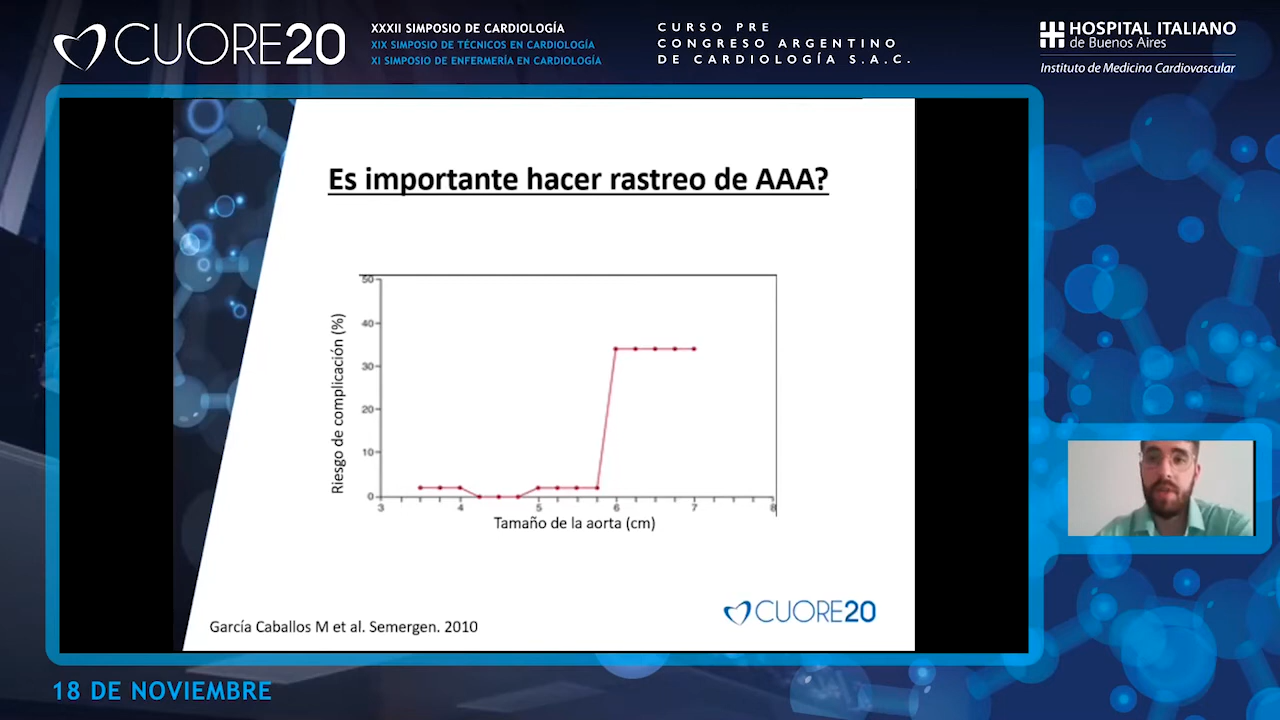 CUORE20
XXXII SIMPOSIO DE CARDIOLOGÍA
XIX SIMPOSIO DE TÉCNICOS EN CARDIOLOGÍA
XI SIMPOSIO DE ENFERMERÍA EN CARDIOLOGÍA
CURSO PRE
CONGRESO ARGENTINO
DE CARDIOLOGÍA S.A.C.
HOSPITAL ITALIANO
de Buenos Aires
Instituto de Medicina Cardiovascular
Es importante hacer rastreo de AAA?
Riesgo de complicación (%)
50
40
30
20
10
0
3 4 5 6 7 8
Tamaño de la aorta (cm)
CUORE20
García Caballos M et al. Semergen. 2010
18 DE NOVIEMBRE